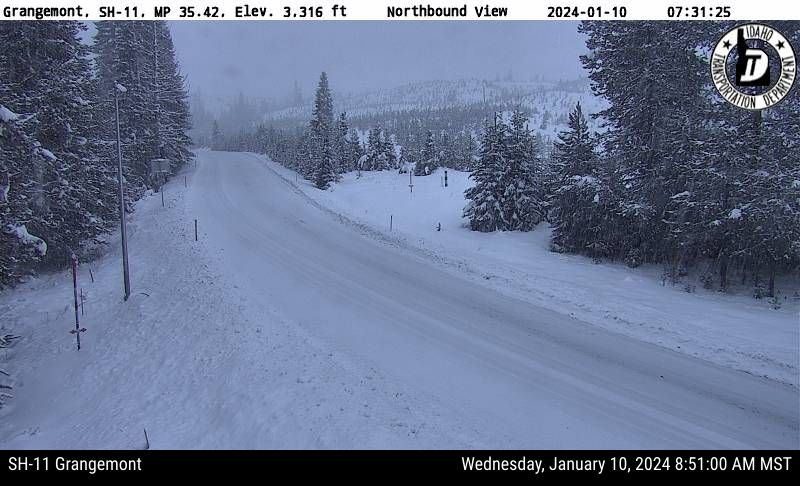 Grangemont, SH-11, MP 35.42, Elev. 3,316 ft Northbound View 2024-01-10 07:31:25
IDAHO
TRANSPORTATION DEPARTMENT
SH-11 Grangemont Wednesday, January 10, 2024 8:51:00 AM MST